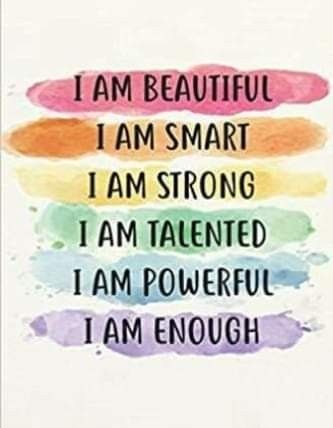 I AM BEAUTIFUL
I AM SMART
I AM STRONG
I AM TALENTED
I AM POWERFUL
I AM ENOUGH